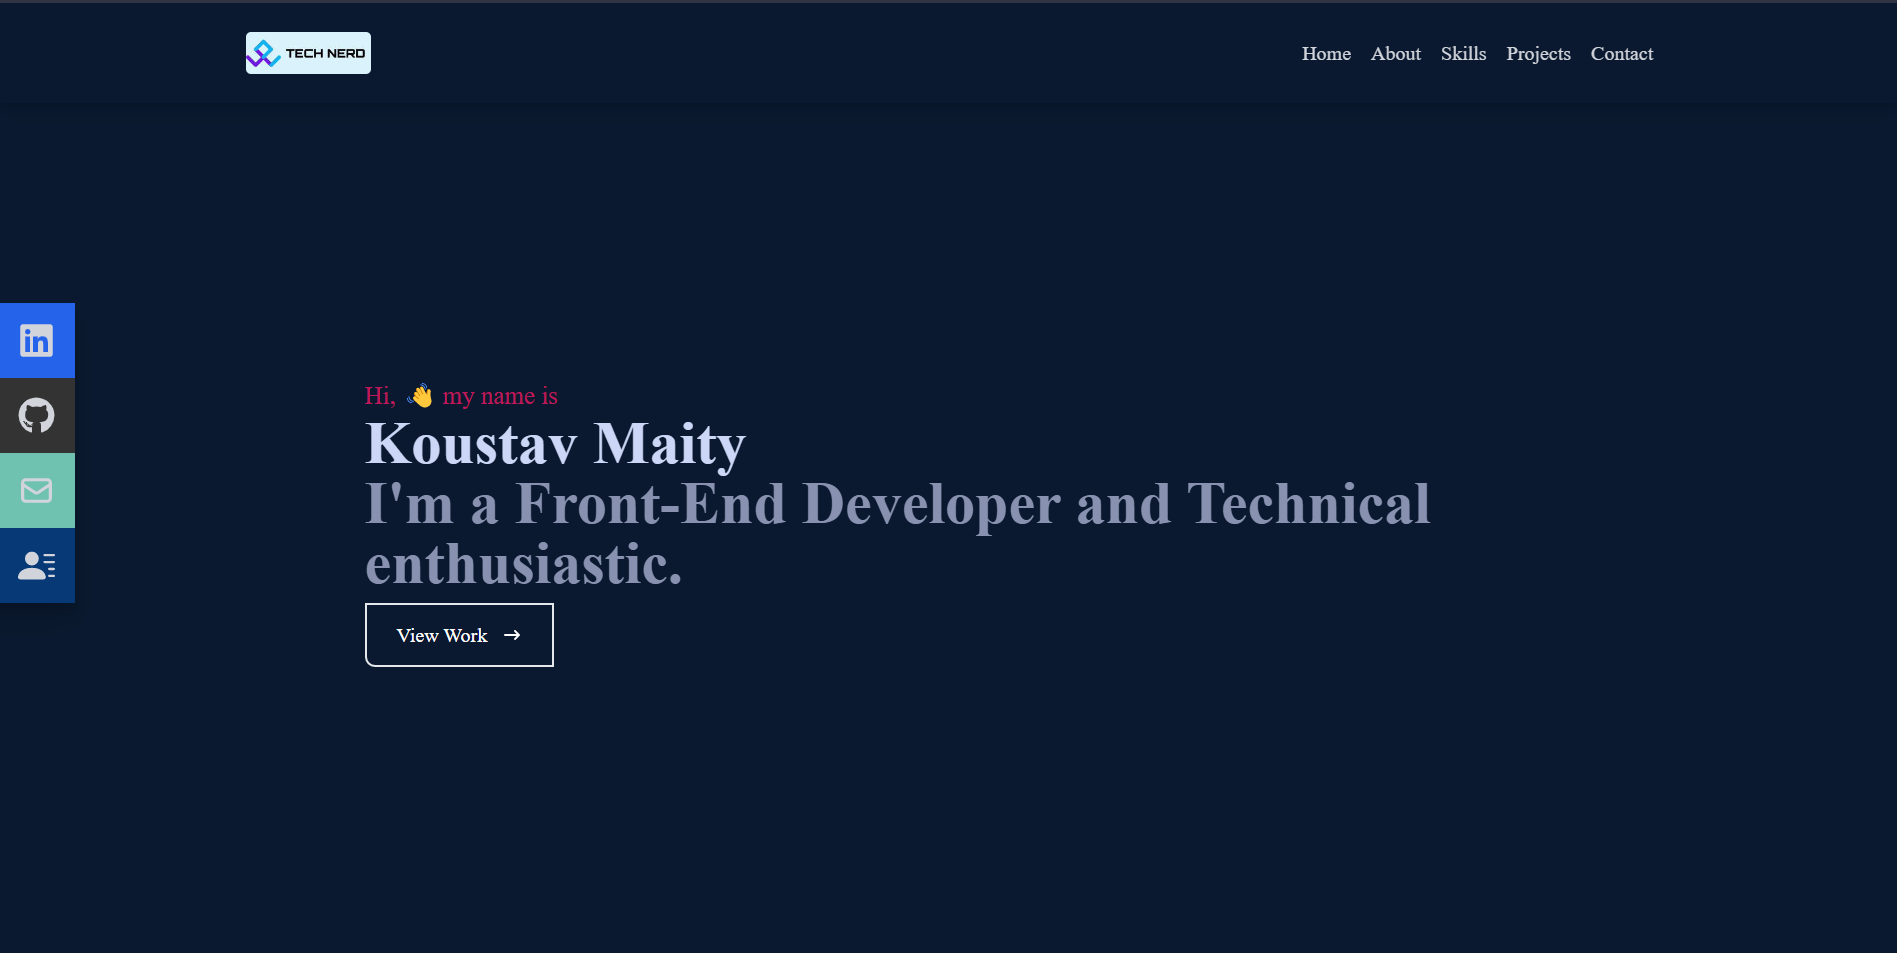 TECH NERD
Home About Skills Projects Contact
in
Hi, 👋 my name is
Koustav Maity
I'm a Front-End Developer and Technical
enthusiastic.
View Work →